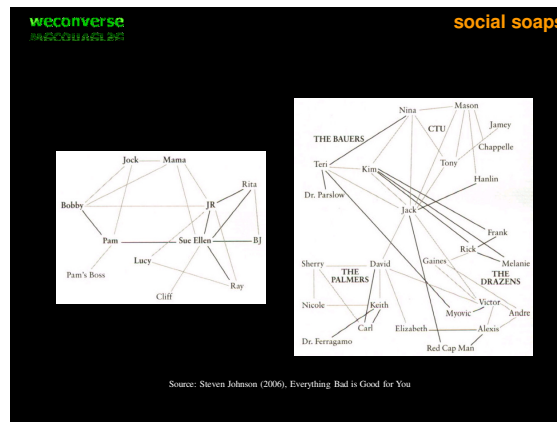 weconverse
social soaps
Jock
Mama
Rita
Bobby
JR
Pam
Sue Ellen
BJ
Lucy
Pam's Boss
Ray
Cliff
Nina
Mason
CTU
Jamey
THE BAUERS
Chappelle
Teri
Kim
Tony
Hanlin
Dr. Parslow
Jack
Frank
Rick
Sherry
David
Gaines
Melanie
THE PALMERS
THE DRAZENS
Nicole
Keith
Victor
Myovic
Andre
Carl
Elizabeth
Alexis
Dr. Ferragamo
Red Cap Man
Source: Steven Johnson (2006), Everything Bad is Good for You